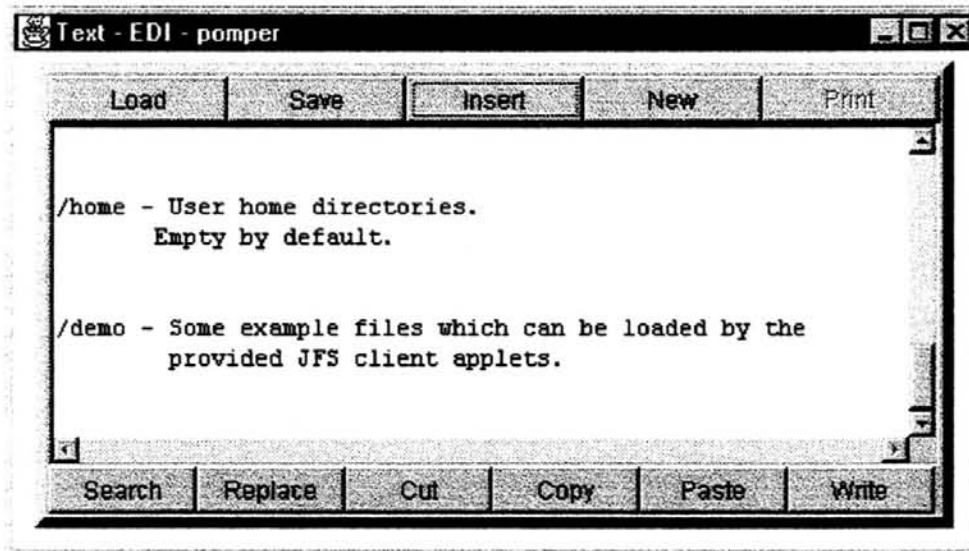 Text - EDI - pomper
Load Save Insert New Print
/home - User home directories.
Empty by default.
/demo - Some example files which can be loaded by the
provided JFS client applets.
Search Replace Cut Copy Paste Write